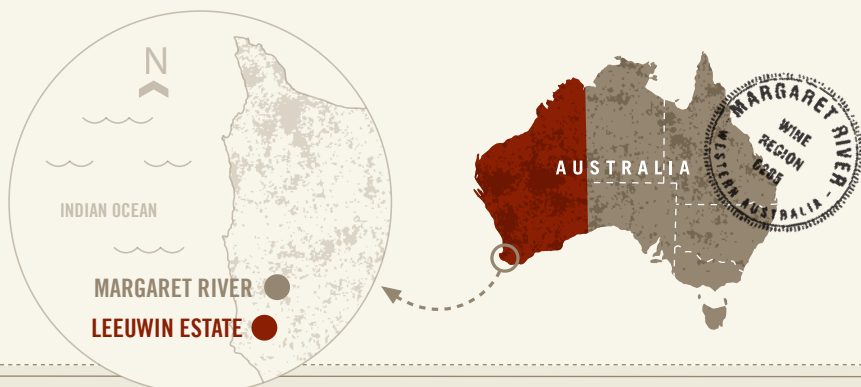 N
INDIAN OCEAN
MARGARET RIVER
LEEUWIN ESTATE
AUSTRALIA
MARGARET RIVER
WINE
REGION
6285
WESTERN AUSTRALIA -